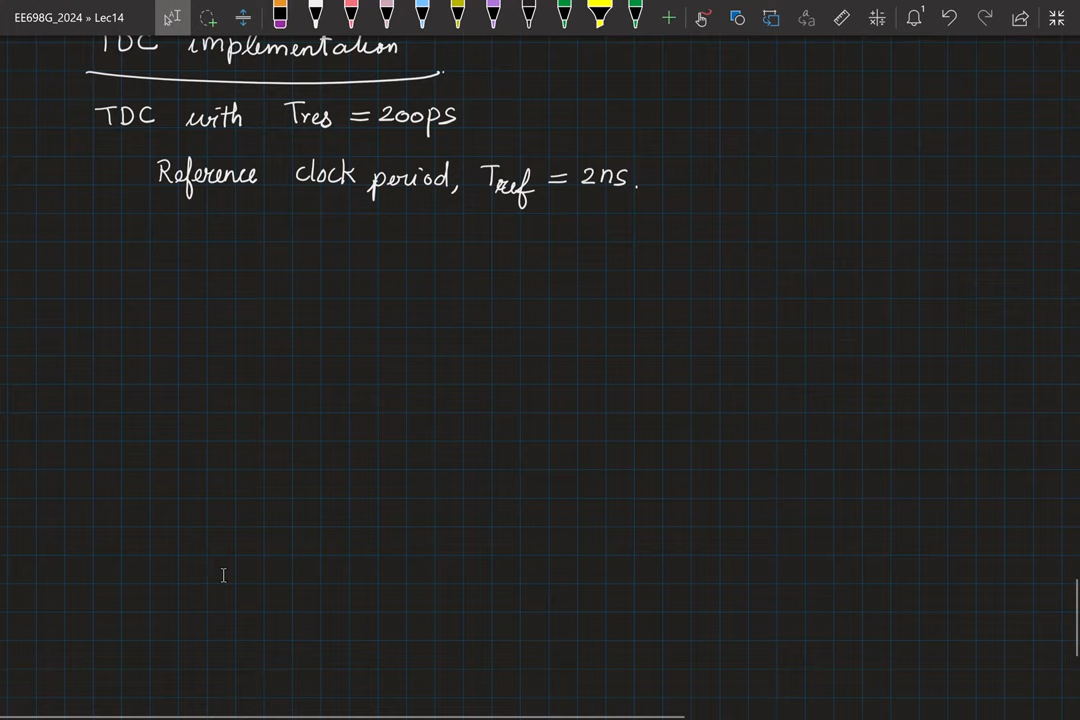 EE698G_2024 » Lec14
TDC implementation
TDC with Tres = 200ps
Reference clock period, Tref = 2ns.